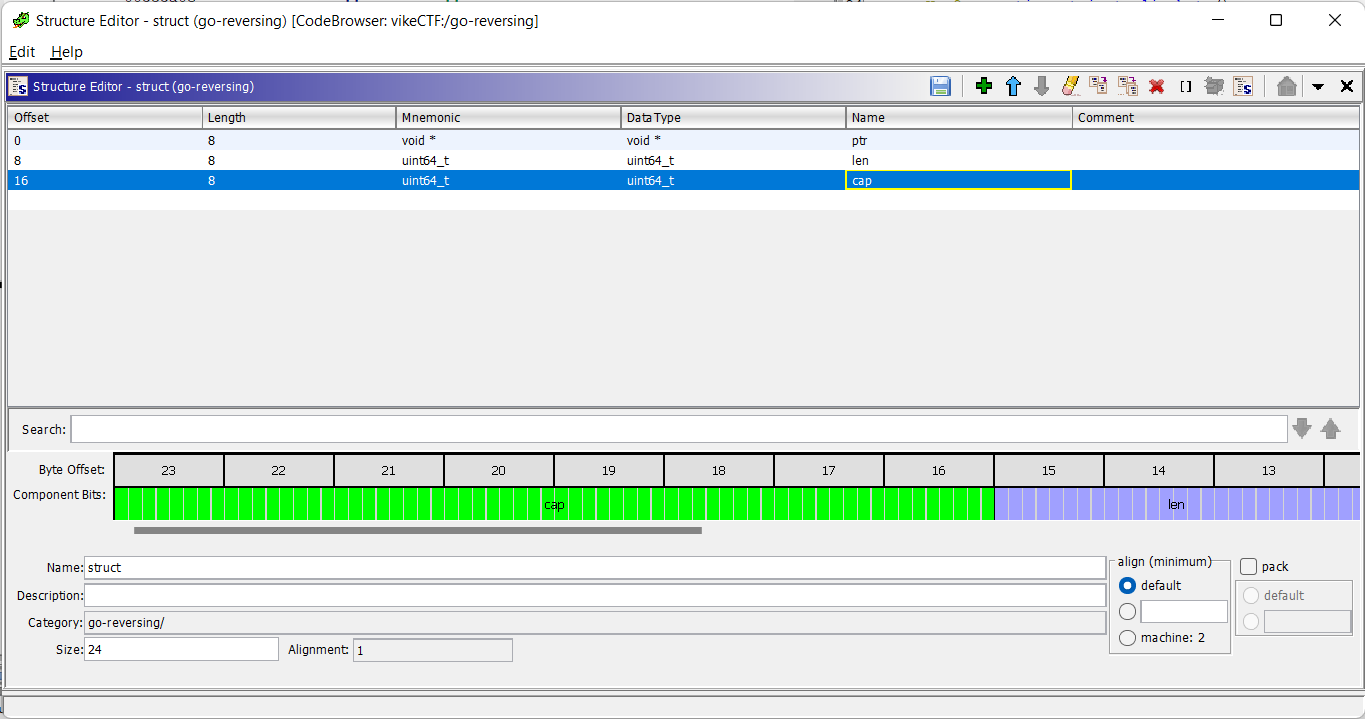 Structure Editor - struct (go-reversing) [CodeBrowser: vikeCTF:/go-reversing]
Edit Help
Structure Editor - struct (go-reversing)
Offset Length Mnemonic DataType Name Comment
0 8 void * void * ptr
8 8 uint64_t uint64_t len
16 8 uint64_t uint64_t cap
Search:
Byte Offset: 23 22 21 20 19 18 17 16 15 14 13
Component Bits: cap len
Name: struct
Description:
Category: go-reversing/
Size: 24 Alignment: 1
align (minimum)
default
machine: 2
pack
default